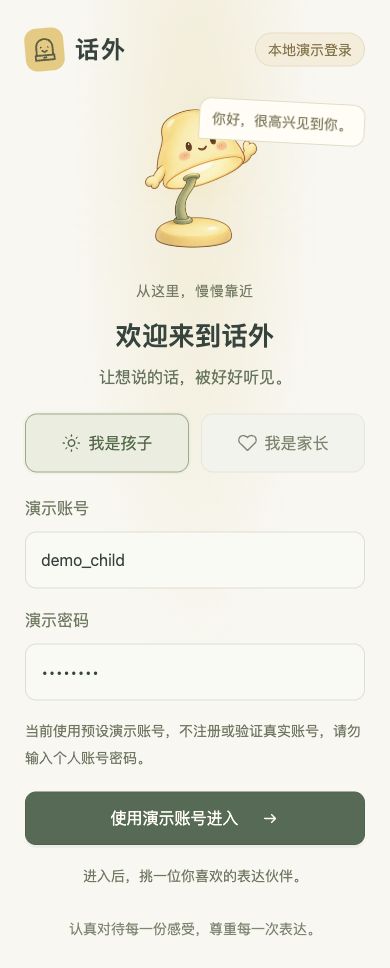 话外
本地演示登录
你好，很高兴见到你。
从这里，慢慢靠近
欢迎来到话外
让想说的话，被好好听见。
我是孩子
我是家长
演示账号
demo_child
演示密码
••••••••
当前使用预设演示账号，不注册或验证真实账号，请勿
输入个人账号密码。
使用演示账号进入 →
进入后，挑一位你喜欢的表达伙伴。
认真对待每一份感受，尊重每一次表达。